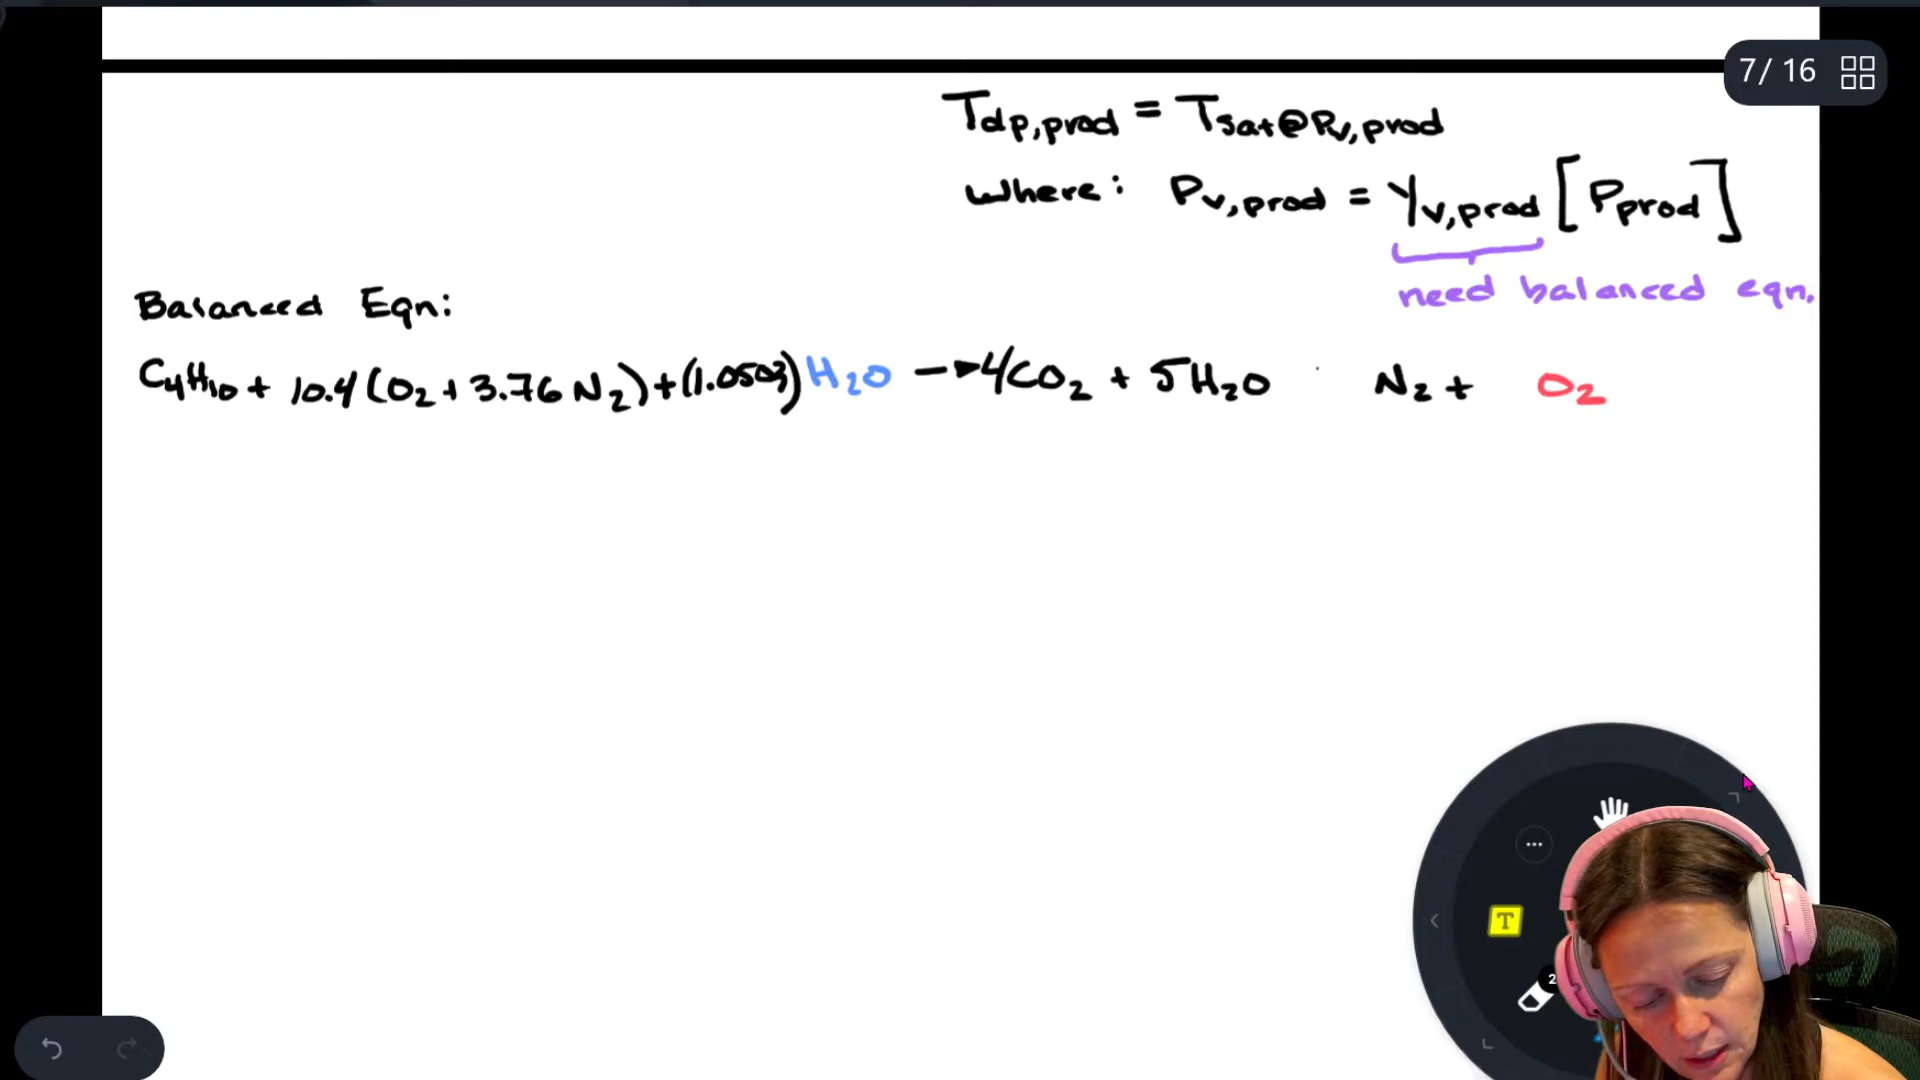 7/ 16
Tdp,prod = Tsat@Pv,prod
where: Pv,prod = yv,prod [Pprod]
need balanced eqn.
Balanced Eqn:
C4H10 + 10.4 (O2 + 3.76 N2) + (1.0503) H2O → 4CO2 + 5H2O N2 + O2
T
2